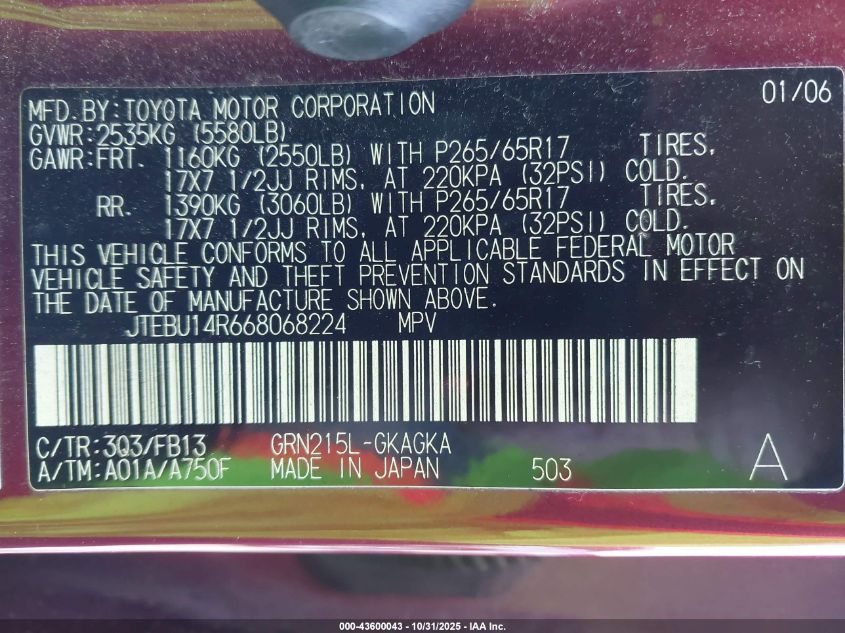 MFD.BY:TOYOTA MOTOR CORPORATION 01/06
GVWR:2535KG (5580LB)
GAWR:FRT. 1160KG (2550LB) WITH P265/65R17 TIRES,
17X7 1/2JJ RIMS, AT 220KPA (32PSI) COLD.
RR. 1390KG (3060LB) WITH P265/65R17 TIRES,
17X7 1/2JJ RIMS, AT 220KPA (32PSI) COLD.
THIS VEHICLE CONFORMS TO ALL APPLICABLE FEDERAL MOTOR
VEHICLE SAFETY AND THEFT PREVENTION STANDARDS IN EFFECT ON
THE DATE OF MANUFACTURE SHOWN ABOVE.
JTEBU14R668068224 MPV
C/TR:3Q3/FB13 GRN215L-GKAGKA
A/TM:A01A/A750F MADE IN JAPAN 503 A
000-43600043 - 10/31/2025 - IAA Inc.